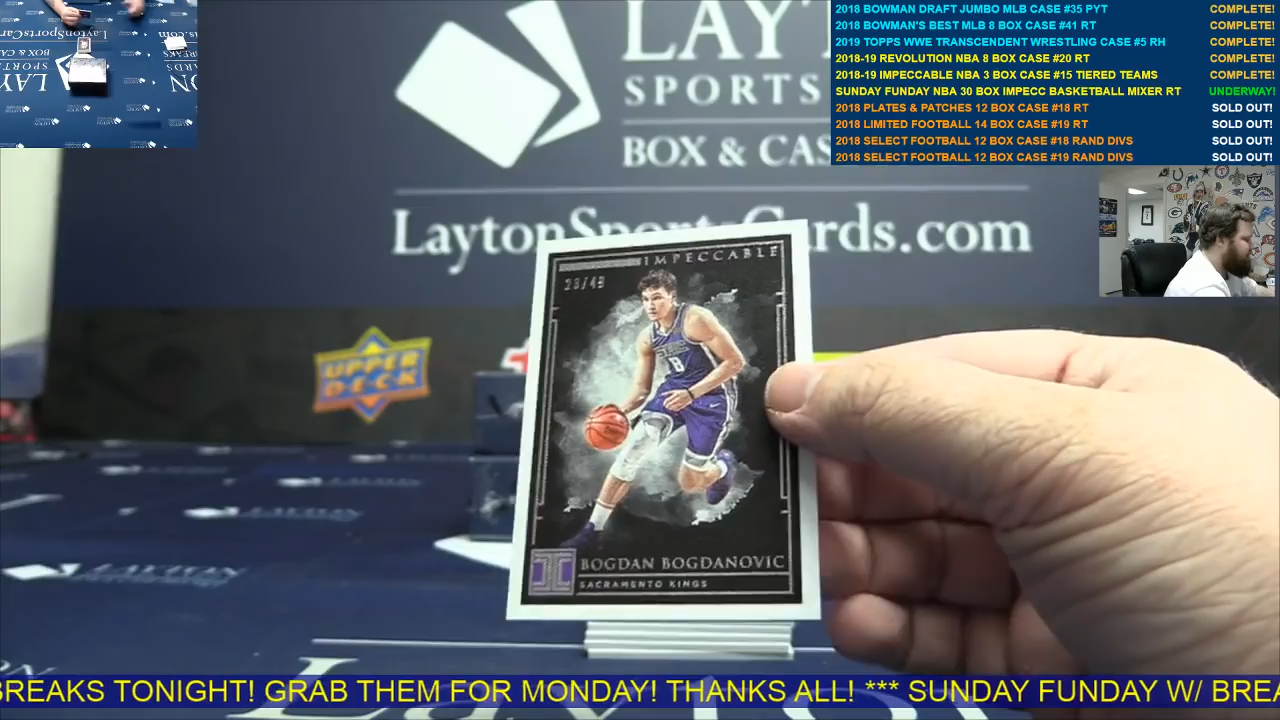 2018 BOWMAN DRAFT JUMBO MLB CASE #35 PYT COMPLETE!
2018 BOWMAN'S BEST MLB 8 BOX CASE #41 RT COMPLETE!
2019 TOPPS WWE TRANSCENDENT WRESTLING CASE #5 RH COMPLETE!
2018-19 REVOLUTION NBA 8 BOX CASE #20 RT COMPLETE!
2018-19 IMPECCABLE NBA 3 BOX CASE #15 TIERED TEAMS COMPLETE!
SUNDAY FUNDAY NBA 30 BOX IMPECC BASKETBALL MIXER RT UNDERWAY!
2018 PLATES & PATCHES 12 BOX CASE #18 RT SOLD OUT!
2018 LIMITED FOOTBALL 14 BOX CASE #19 RT SOLD OUT!
2018 SELECT FOOTBALL 12 BOX CASE #18 RAND DIVS SOLD OUT!
2018 SELECT FOOTBALL 12 BOX CASE #19 RAND DIVS SOLD OUT!
LAY
SPORTS
BOX & CAS
LaytonSportsCards.com
IMPECCABLE
8
UPPER
DECK
BOGDAN BOGDANOVIC
SACRAMENTO KINGS
LAYTON
BREAKS TONIGHT! GRAB THEM FOR MONDAY! THANKS ALL! *** SUNDAY FUNDAY W/ BREA